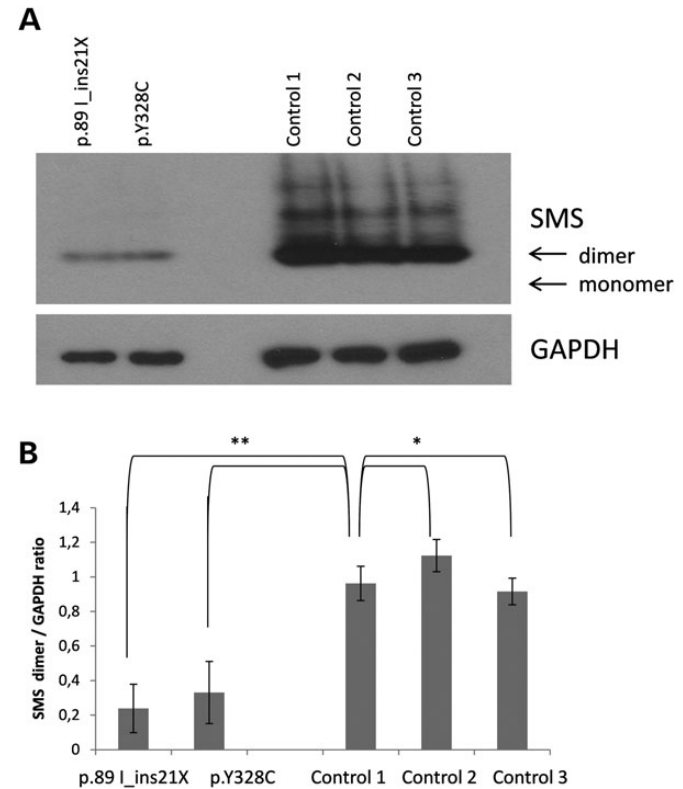 A
p.89 l_ins21X
p.Y328C
Control 1
Control 2
Control 3
SMS
dimer
monomer
GAPDH
B
**
*
SMS dimer / GAPDH ratio
1,4
1,2
1
0,8
0,6
0,4
0,2
0
p.89 l_ins21X p.Y328C Control 1 Control 2 Control 3